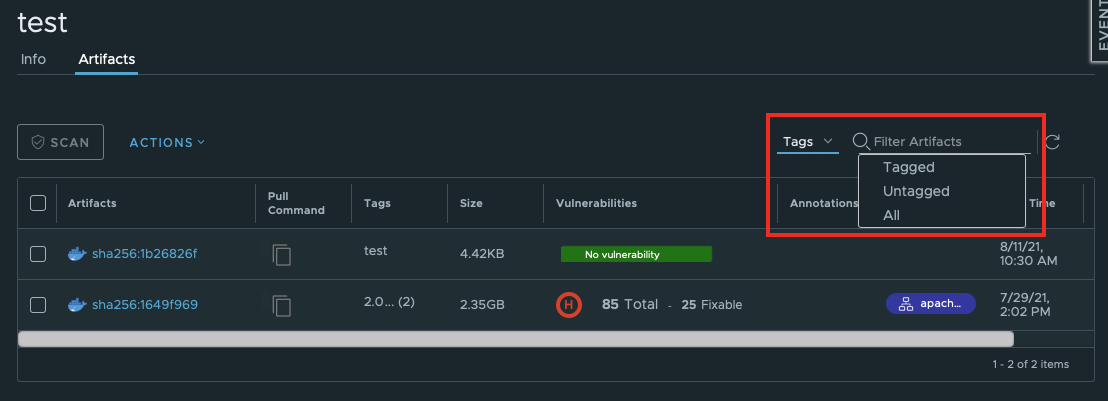 test
EVENT
Info
Artifacts
SCAN
ACTIONS
Tags
Filter Artifacts
Tagged
Untagged
All
Artifacts
Pull Command
Tags
Size
Vulnerabilities
Annotations
Time
sha256:1b26826f
test
4.42KB
No vulnerability
8/11/21,
10:30 AM
sha256:1649f969
2.0... (2)
2.35GB
H
85 Total - 25 Fixable
apach...
7/29/21,
2:02 PM
1 - 2 of 2 items